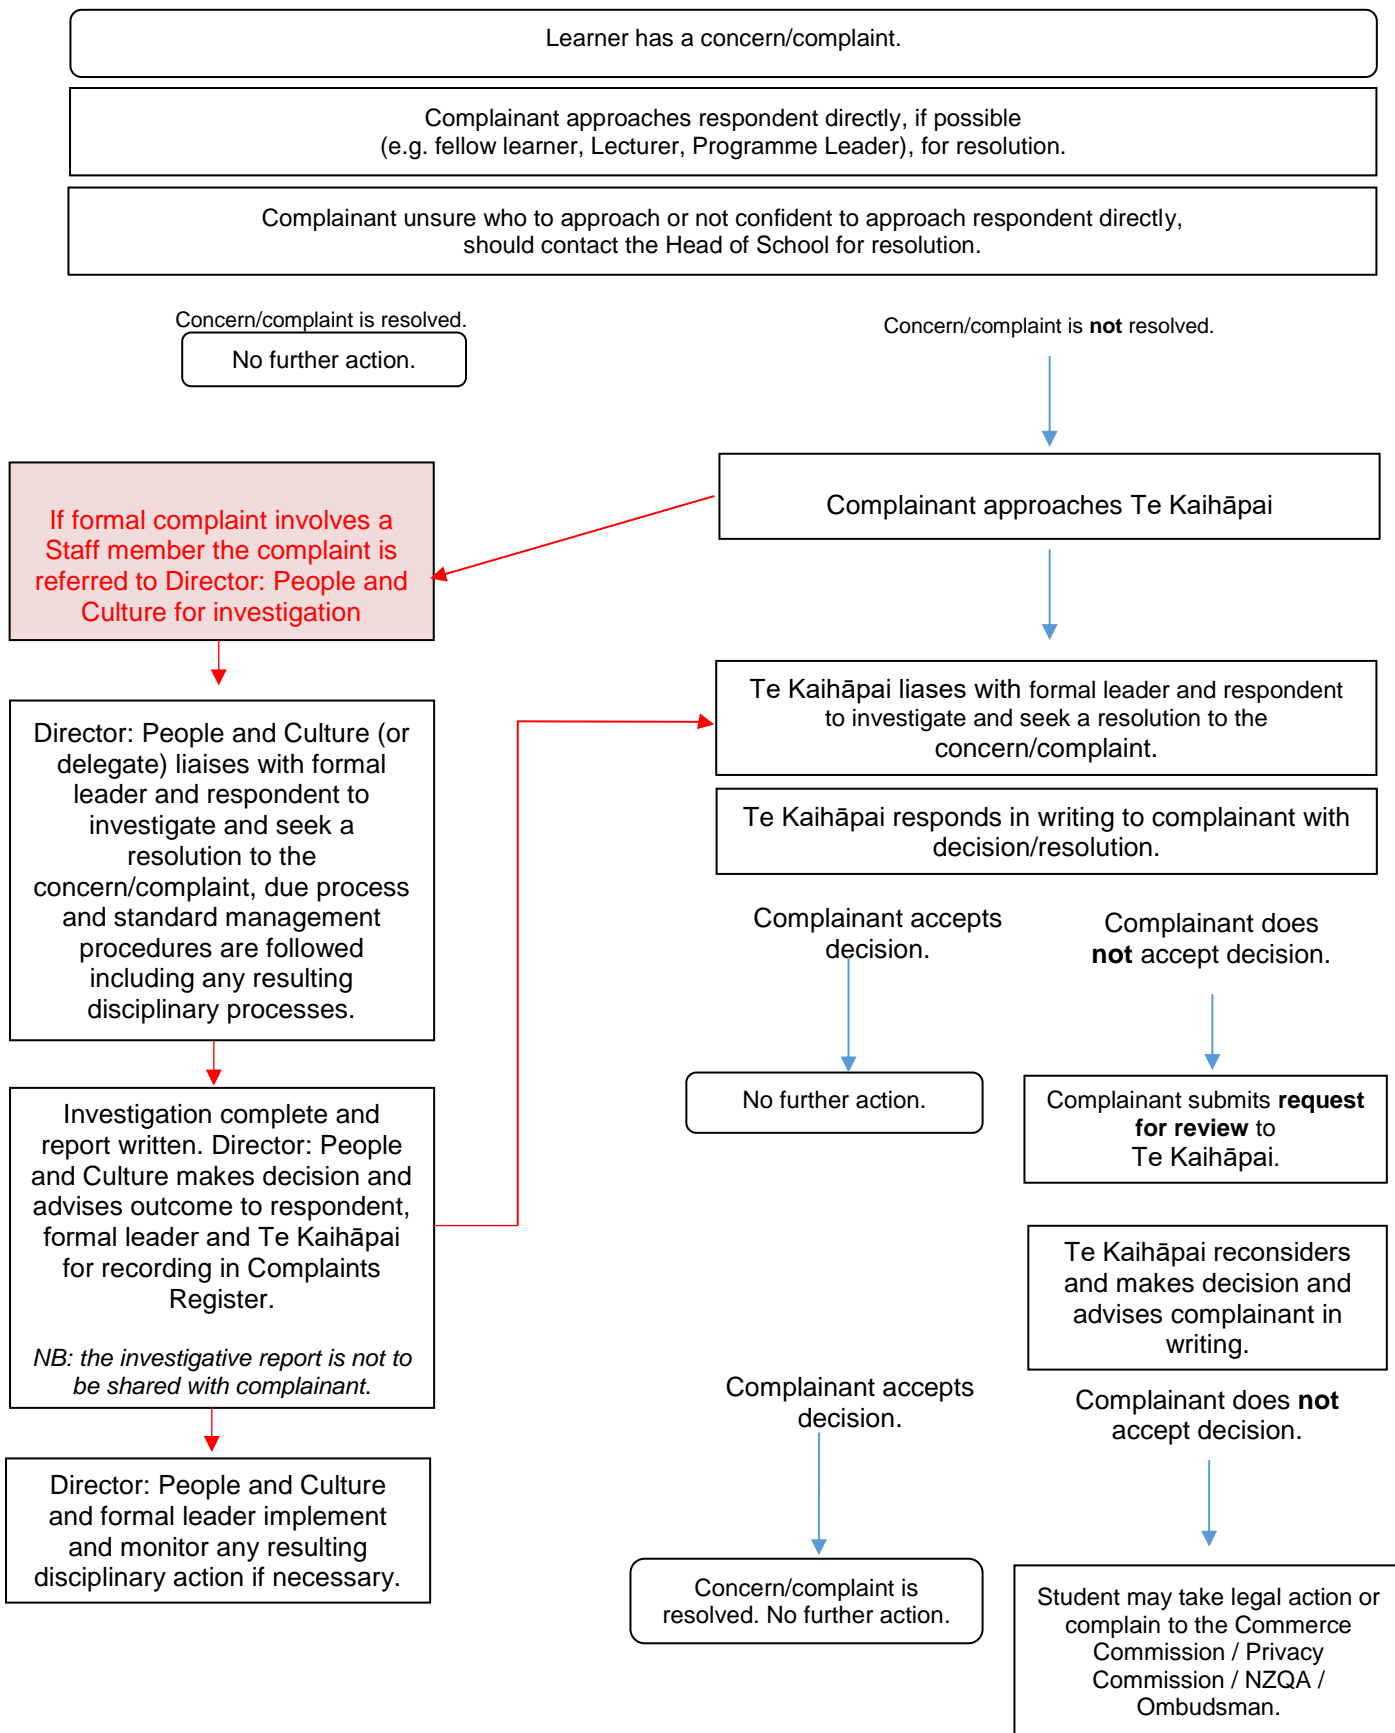 Learner has a concern/complaint.
Complainant approaches respondent directly, if possible
(e.g. fellow learner, Lecturer, Programme Leader), for resolution.
Complainant unsure who to approach or not confident to approach respondent directly,
should contact the Head of School for resolution.
Concern/complaint is resolved.
No further action.
Concern/complaint is not resolved.
Complainant approaches Te Kaihāpai
If formal complaint involves a
Staff member the complaint is
referred to Director: People and
Culture for investigation
Director: People and Culture (or
delegate) liaises with formal
leader and respondent to
investigate and seek a
resolution to the
concern/complaint, due process
and standard management
procedures are followed
including any resulting
disciplinary processes.
Investigation complete and
report written. Director: People
and Culture makes decision and
advises outcome to respondent,
formal leader and Te Kaihāpai
for recording in Complaints
Register.
NB: the investigative report is not to
be shared with complainant.
Director: People and Culture
and formal leader implement
and monitor any resulting
disciplinary action if necessary.
Te Kaihāpai liases with formal leader and respondent
to investigate and seek a resolution to the
concern/complaint.
Te Kaihāpai responds in writing to complainant with
decision/resolution.
Complainant accepts
decision.
No further action.
Complainant does
not accept decision.
Complainant submits request
for review to
Te Kaihāpai.
Te Kaihāpai reconsiders
and makes decision and
advises complainant in
writing.
Complainant accepts
decision.
Concern/complaint is
resolved. No further action.
Complainant does not
accept decision.
Student may take legal action or
complain to the Commerce
Commission / Privacy
Commission / NZQA /
Ombudsman.